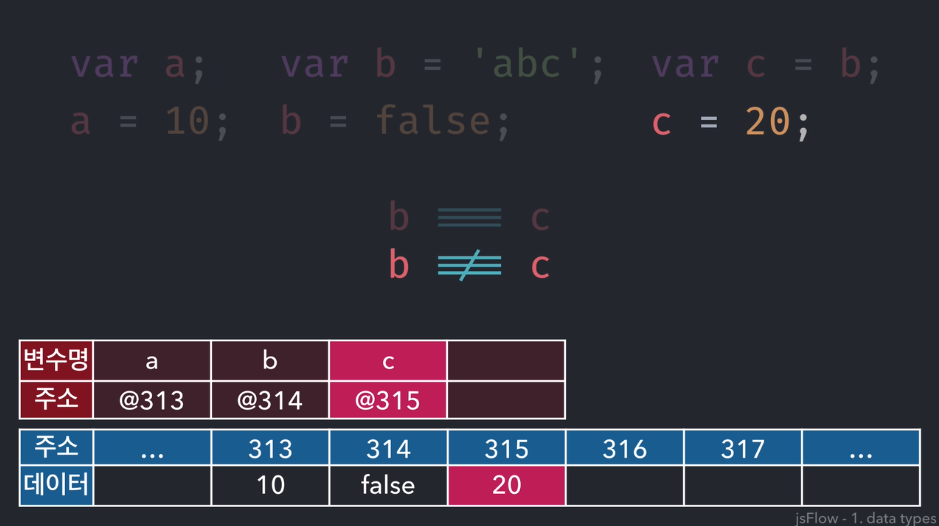 var a; var b = 'abc'; var c = b;
a = 10; b = false; c = 20;
b === c
b !== c
변수명 a b c
주소 @313 @314 @315
주소 ... 313 314 315 316 317 ...
데이터 10 false 20
jsFlow - 1. data types